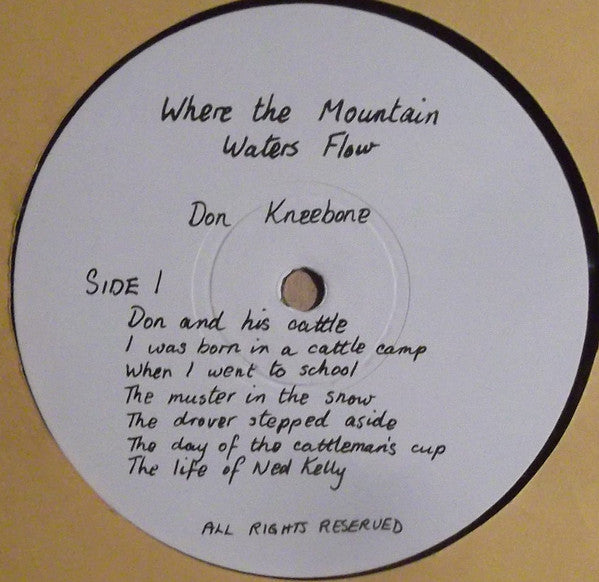 Where the Mountain
Waters Flow
Don Kneebone
SIDE 1
Don and his cattle
I was born in a cattle camp
When I went to school
The muster in the snow
The drover stepped aside
The day of the cattleman's cup
The life of Ned Kelly
ALL RIGHTS RESERVED